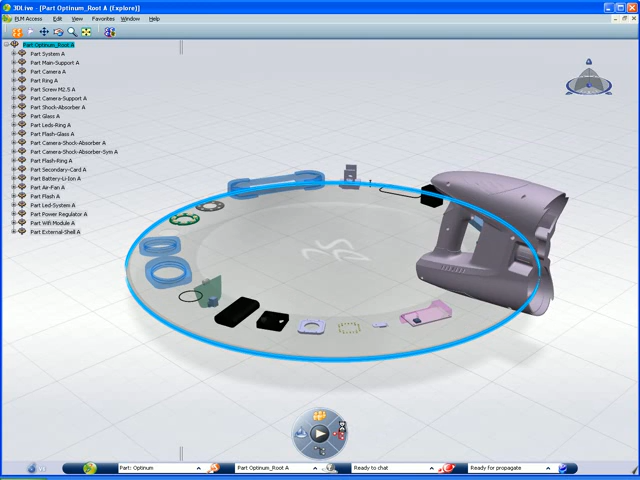 3DLive - [Part Optinum_Root A (Explore)]
PLM Access Edit View Favorites Window Help
Part Optinum_Root A
Part System A
Part Main-Support A
Part Camera A
Part Ring A
Part Screw M2.5 A
Part Camera-Support A
Part Shock-Absorber A
Part Glass A
Part Leds-Ring A
Part Flash-Glass A
Part Camera-Shock-Absorber A
Part Camera-Shock-Absorber-Sym A
Part Flash-Ring A
Part Secondary-Card A
Part Battery-Li-Ion A
Part Air-Fan A
Part Flash A
Part Led-System A
Part Power Regulator A
Part Wifi Module A
Part External-Shell A
Part: Optinum Part Optinum_Root A Ready to chat Ready for propagate